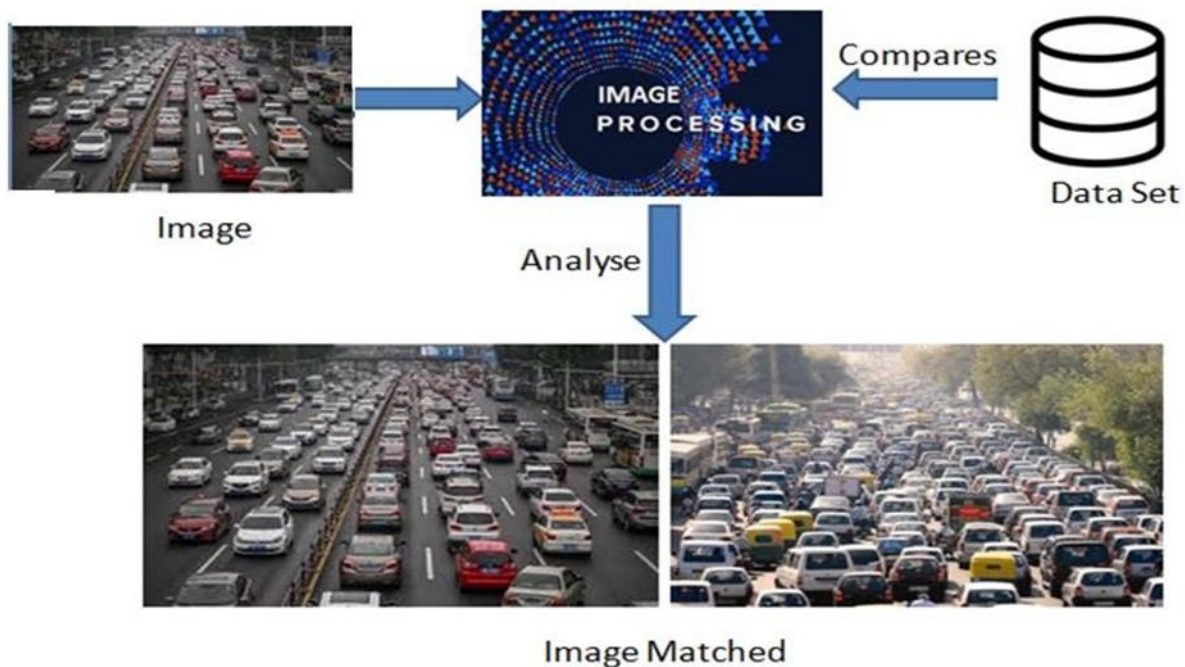 IMAGE
PROCESSING
Compares
Data Set
Image
Analyse
Image Matched